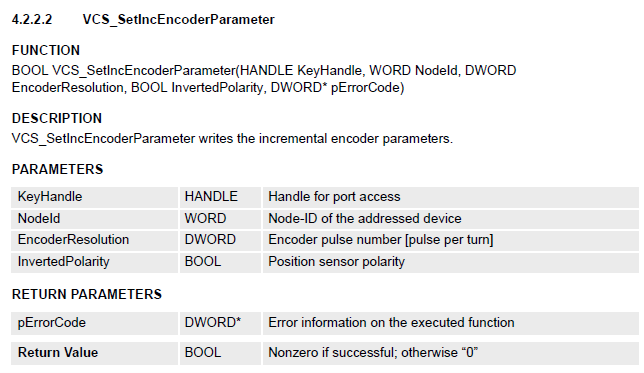 4.2.2.2 VCS_SetIncEncoderParameter
FUNCTION
BOOL VCS_SetIncEncoderParameter(HANDLE KeyHandle, WORD NodeId, DWORD
EncoderResolution, BOOL InvertedPolarity, DWORD* pErrorCode)
DESCRIPTION
VCS_SetIncEncoderParameter writes the incremental encoder parameters.
PARAMETERS
KeyHandle HANDLE Handle for port access
NodeId WORD Node-ID of the addressed device
EncoderResolution DWORD Encoder pulse number [pulse per turn]
InvertedPolarity BOOL Position sensor polarity
RETURN PARAMETERS
pErrorCode DWORD* Error information on the executed function
Return Value BOOL Nonzero if successful; otherwise “0”